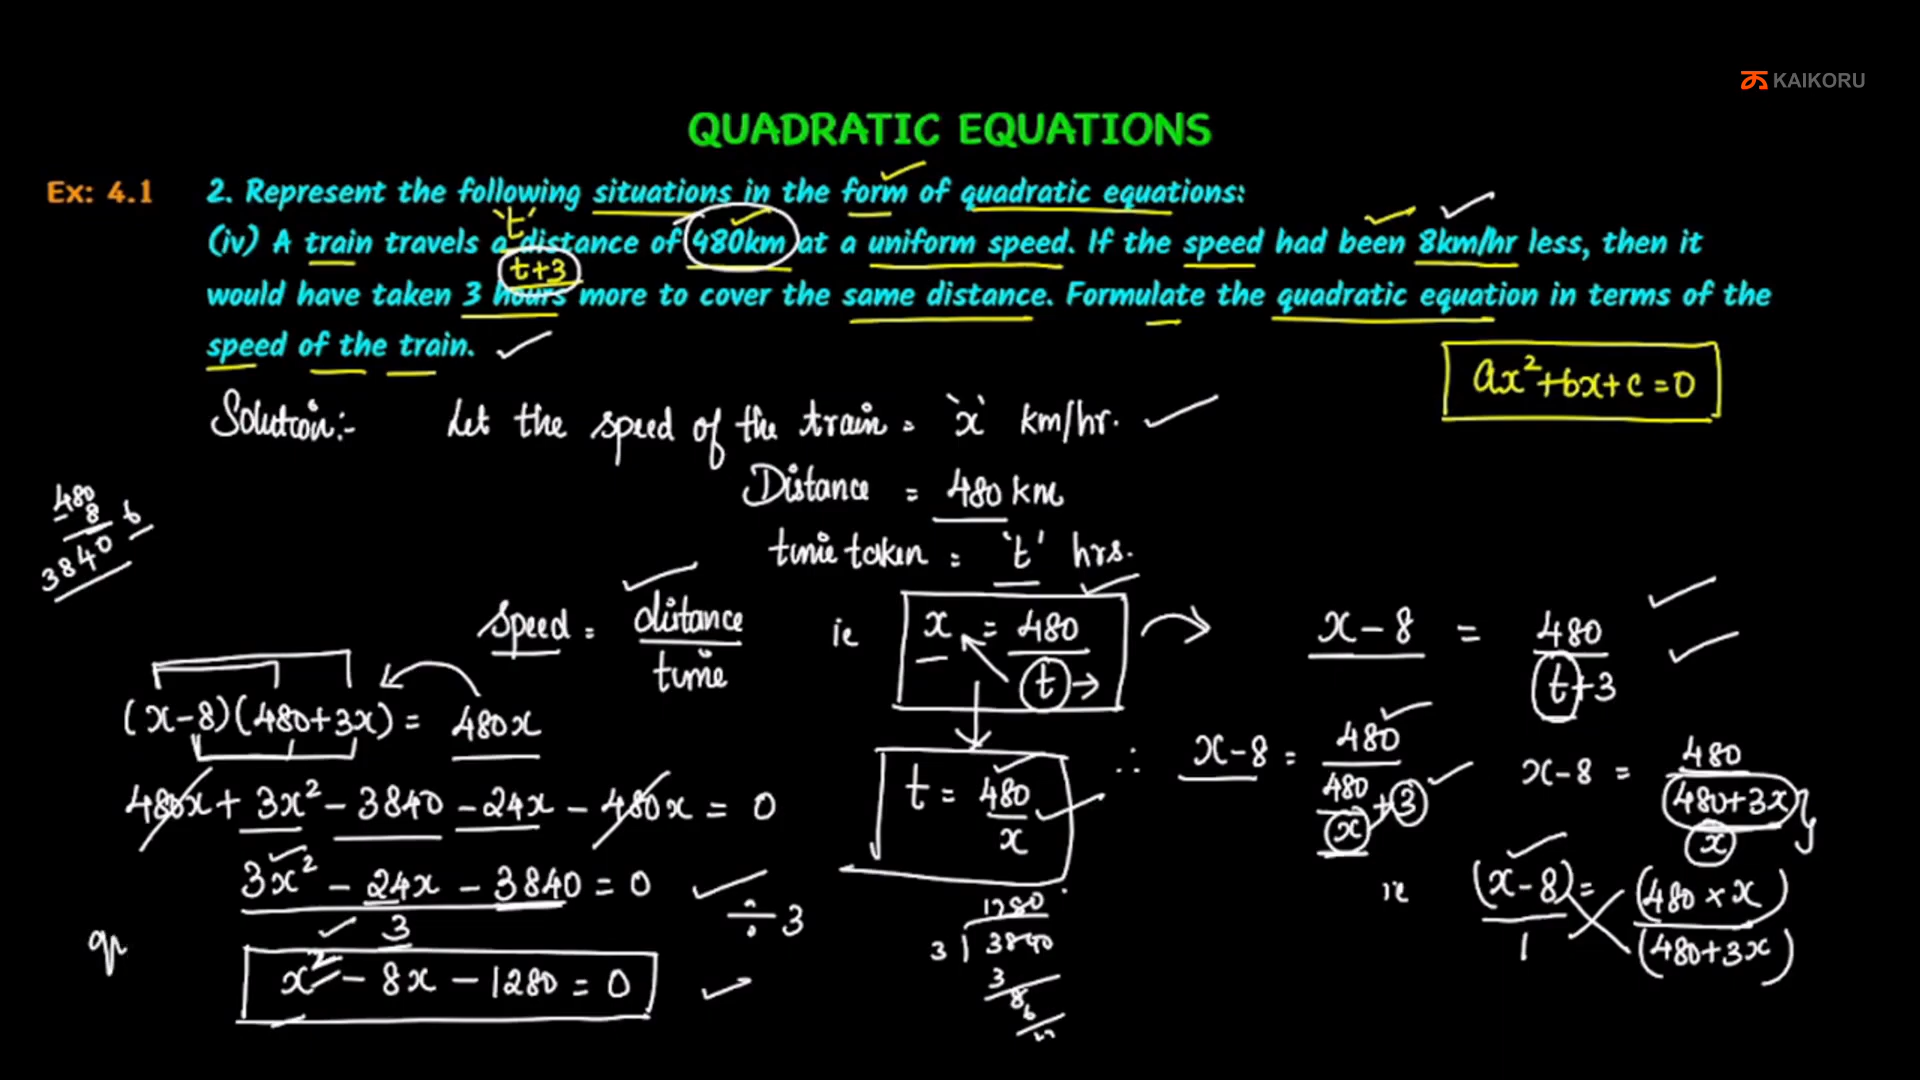 KAIKORU
QUADRATIC EQUATIONS
Ex: 4.1 2. Represent the following situations in the form of quadratic equations:
't'
(iv) A train travels a distance of 480km at a uniform speed. If the speed had been 8km/hr less, then it
t+3
would have taken 3 hours more to cover the same distance. Formulate the quadratic equation in terms of the
speed of the train.
ax²+bx+c=0
Solution:- Let the speed of the train = 'x' km/hr.
Distance = 480 km
time taken = 't' hrs.
480
8 6
3840
speed = distance/time ie x = 480/t
x-8 = 480/t+3
t = 480/x
∴ x-8 = 480/480/x+3
x-8 = 480/(480+3x)/x
ie (x-8)/1 = (480×x)/(480+3x)
(x-8)(480+3x) = 480x
480x + 3x² - 3840 - 24x - 480x = 0
3x² - 24x - 3840 = 0
3
÷3
x² - 8x - 1280 = 0
1280
3 ) 3840
3
8
6